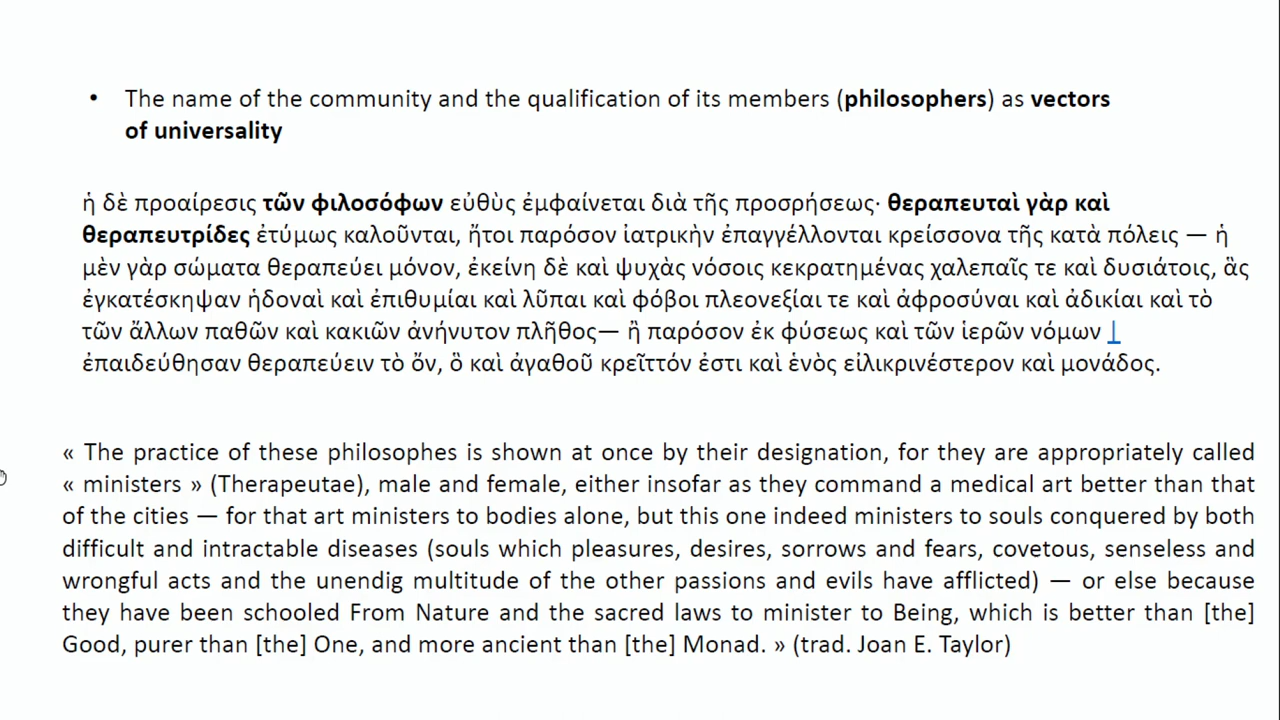 • The name of the community and the qualification of its members (philosophers) as vectors
of universality
ἡ δὲ προαίρεσις τῶν φιλοσόφων εὐθὺς ἐμφαίνεται διὰ τῆς προσρήσεως· θεραπευταὶ γὰρ καὶ
θεραπευτρίδες ἐτύμως καλοῦνται, ἤτοι παρόσον ἰατρικὴν ἐπαγγέλλονται κρείσσονα τῆς κατὰ πόλεις — ἡ
μὲν γὰρ σώματα θεραπεύει μόνον, ἐκείνη δὲ καὶ ψυχὰς νόσοις κεκρατημένας χαλεπαῖς τε καὶ δυσιάτοις, ἃς
ἐγκατέσκηψαν ἡδοναὶ καὶ ἐπιθυμίαι καὶ λῦπαι καὶ φόβοι πλεονεξίαι τε καὶ ἀφροσύναι καὶ ἀδικίαι καὶ τὸ
τῶν ἄλλων παθῶν καὶ κακιῶν ἀνήνυτον πλῆθος— ἢ παρόσον ἐκ φύσεως καὶ τῶν ἱερῶν νόμων |
ἐπαιδεύθησαν θεραπεύειν τὸ ὄν, ὃ καὶ ἀγαθοῦ κρεῖττόν ἐστι καὶ ἑνὸς εἰλικρινέστερον καὶ μονάδος.
« The practice of these philosophes is shown at once by their designation, for they are appropriately called
« ministers » (Therapeutae), male and female, either insofar as they command a medical art better than that
of the cities — for that art ministers to bodies alone, but this one indeed ministers to souls conquered by both
difficult and intractable diseases (souls which pleasures, desires, sorrows and fears, covetous, senseless and
wrongful acts and the unendig multitude of the other passions and evils have afflicted) — or else because
they have been schooled From Nature and the sacred laws to minister to Being, which is better than [the]
Good, purer than [the] One, and more ancient than [the] Monad. » (trad. Joan E. Taylor)